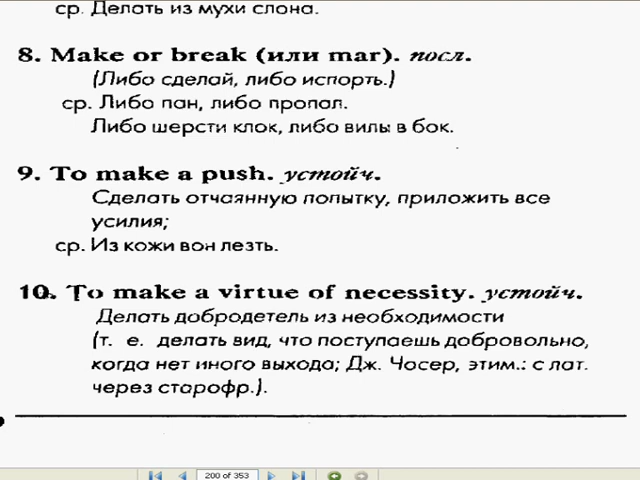 ср. Делать из мухи слона.
8. Make or break (или mar). посл.
(Либо сделай, либо испорть.)
ср. Либо пан, либо пропал.
Либо шерсти клок, либо вилы в бок.
9. To make a push. устойч.
Сделать отчаянную попытку, приложить все
усилия;
ср. Из кожи вон лезть.
10. To make a virtue of necessity. устойч.
Делать добродетель из необходимости
(т. е. делать вид, что поступаешь добровольно,
когда нет иного выхода; Дж. Чосер, этим.: с лат.
через старофр.).
200 of 353